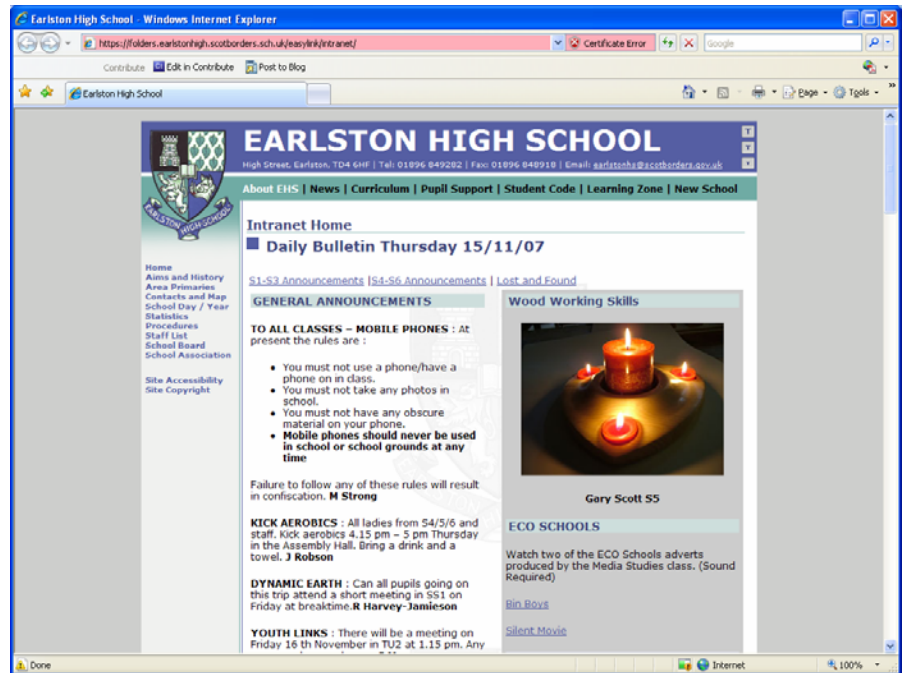 Earlston High School - Windows Internet Explorer
https://folders.earlstonhigh.scotborders.sch.uk/easylink/intranet/
Certificate Error
Google
Contribute Edit in Contribute Post to Blog
Earlston High School
Page Tools
EARLSTON HIGH SCHOOL
High Street, Earlston, TD4 6HF | Tel: 01896 849282 | Fax: 01896 848918 | Email: earlstonhs@scotborders.gov.uk
About EHS | News | Curriculum | Pupil Support | Student Code | Learning Zone | New School
EARLSTON HIGH SCHOOL
Home
Aims and History
Area Primaries
Contacts and Map
School Day / Year
Statistics
Procedures
Staff List
School Board
School Association
Site Accessibility
Site Copyright
Intranet Home
Daily Bulletin Thursday 15/11/07
S1-S3 Announcements |S4-S6 Announcements | Lost and Found
GENERAL ANNOUNCEMENTS
TO ALL CLASSES – MOBILE PHONES : At
present the rules are :
• You must not use a phone/have a
phone on in class.
• You must not take any photos in
school.
• You must not have any obscure
material on your phone.
• Mobile phones should never be used
in school or school grounds at any
time
Failure to follow any of these rules will result
in confiscation. M Strong
KICK AEROBICS : All ladies from S4/5/6 and
staff. Kick aerobics 4.15 pm – 5 pm Thursday
in the Assembly Hall. Bring a drink and a
towel. J Robson
DYNAMIC EARTH : Can all pupils going on
this trip attend a short meeting in SS1 on
Friday at breaktime.R Harvey-Jamieson
YOUTH LINKS : There will be a meeting on
Friday 16 th November in TU2 at 1.15 pm. Any
Wood Working Skills
Gary Scott S5
ECO SCHOOLS
Watch two of the ECO Schools adverts
produced by the Media Studies class. (Sound
Required)
Bin Boys
Silent Movie
Done
Internet
100%